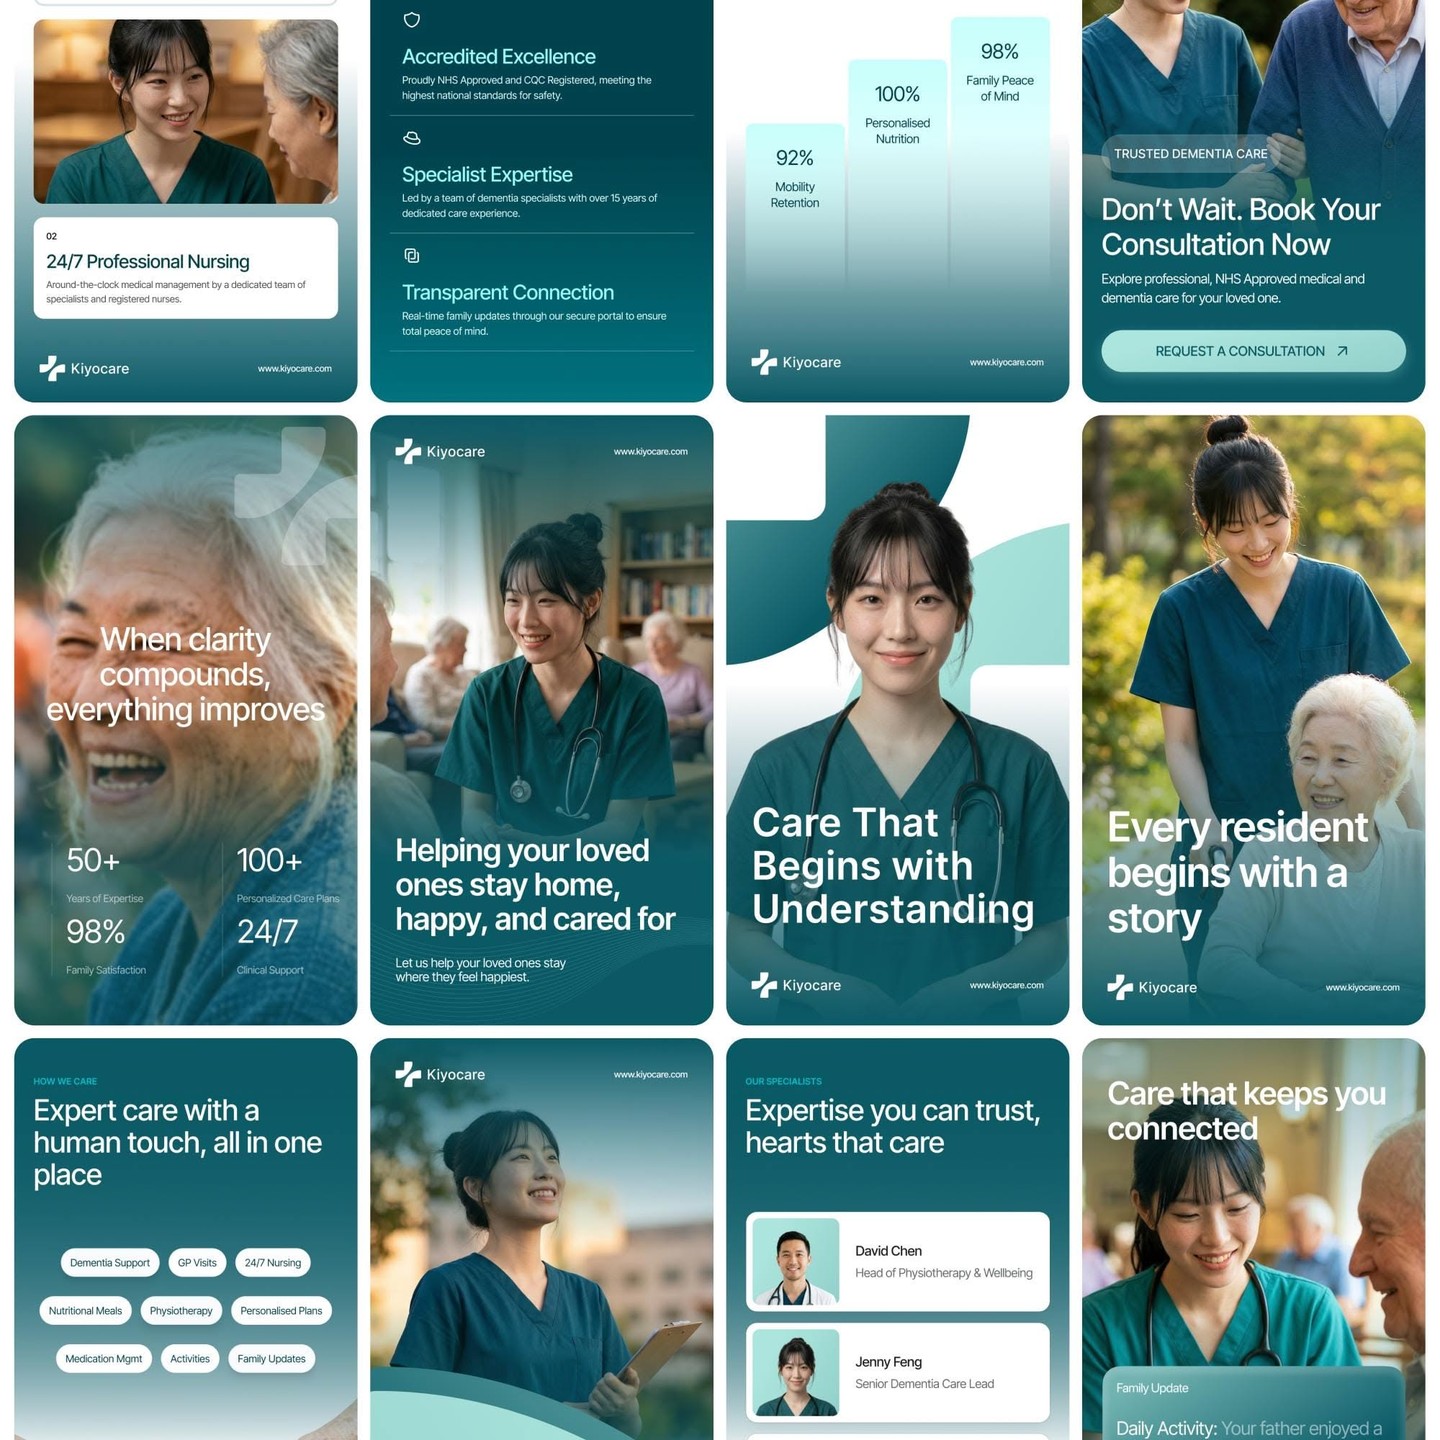 02
24/7 Professional Nursing
Around-the-clock medical management by a dedicated team of
specialists and registered nurses.
Kiyocare
www.kiyocare.com
Accredited Excellence
Proudly NHS Approved and CQC Registered, meeting the
highest national standards for safety.
Specialist Expertise
Led by a team of dementia specialists with over 15 years of
dedicated care experience.
Transparent Connection
Real-time family updates through our secure portal to ensure
total peace of mind.
92%
Mobility
Retention
100%
Personalised
Nutrition
98%
Family Peace
of Mind
Kiyocare
www.kiyocare.com
TRUSTED DEMENTIA CARE
Don’t Wait. Book Your
Consultation Now
Explore professional, NHS Approved medical and
dementia care for your loved one.
REQUEST A CONSULTATION
When clarity
compounds,
everything improves
50+
Years of Expertise
100+
Personalized Care Plans
98%
Family Satisfaction
24/7
Clinical Support
Kiyocare
www.kiyocare.com
Helping your loved
ones stay home,
happy, and cared for
Let us help your loved ones stay
where they feel happiest.
Care That
Begins with
Understanding
Kiyocare
www.kiyocare.com
Every resident
begins with a
story
Kiyocare
www.kiyocare.com
HOW WE CARE
Expert care with a
human touch, all in one
place
Dementia Support
GP Visits
24/7 Nursing
Nutritional Meals
Physiotherapy
Personalised Plans
Medication Mgmt
Activities
Family Updates
Kiyocare
www.kiyocare.com
OUR SPECIALISTS
Expertise you can trust,
hearts that care
David Chen
Head of Physiotherapy & Wellbeing
Jenny Feng
Senior Dementia Care Lead
Care that keeps you
connected
Family Update
Daily Activity: Your father enjoyed a